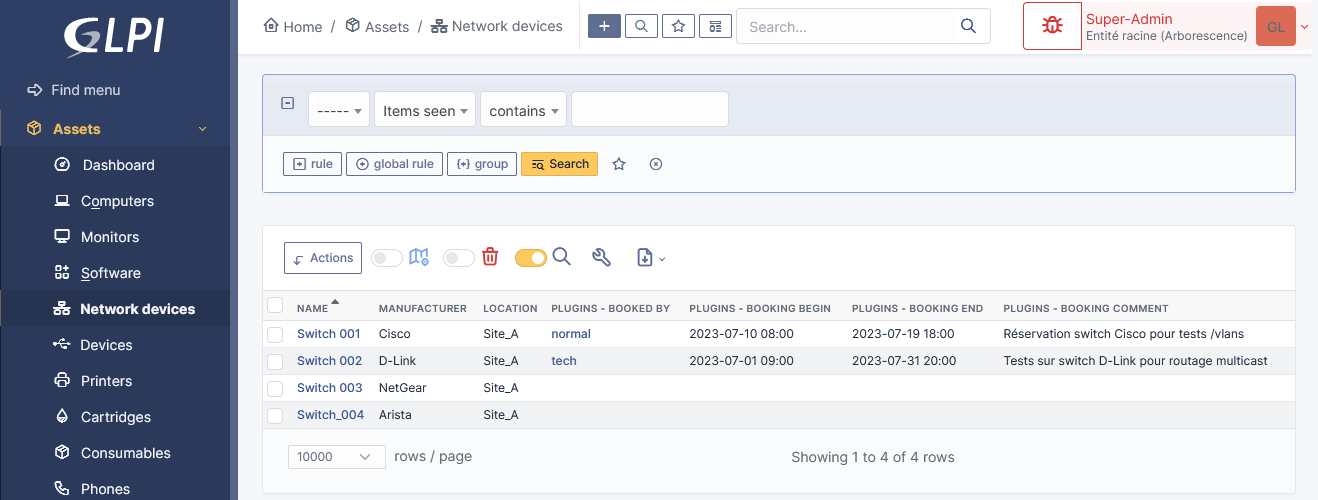 GLPI
Find menu
Assets
Dashboard
Computers
Monitors
Software
Network devices
Devices
Printers
Cartridges
Consumables
Phones
Home / Assets / Network devices
Search...
Super-Admin
Entité racine (Arborescence)
GL
----- Items seen contains
rule global rule group Search
Actions
NAME MANUFACTURER LOCATION PLUGINS - BOOKED BY PLUGINS - BOOKING BEGIN PLUGINS - BOOKING END PLUGINS - BOOKING COMMENT
Switch 001 Cisco Site_A normal 2023-07-10 08:00 2023-07-19 18:00 Réservation switch Cisco pour tests /vlans
Switch 002 D-Link Site_A tech 2023-07-01 09:00 2023-07-31 20:00 Tests sur switch D-Link pour routage multicast
Switch 003 NetGear Site_A
Switch_004 Arista Site_A
10000 rows / page Showing 1 to 4 of 4 rows